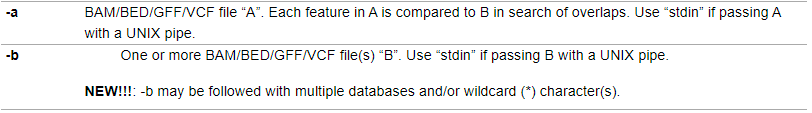 -a BAM/BED/GFF/VCF file “A”. Each feature in A is compared to B in search of overlaps. Use “stdin” if passing A
with a UNIX pipe.
-b One or more BAM/BED/GFF/VCF file(s) “B”. Use “stdin” if passing B with a UNIX pipe.
NEW!!!: -b may be followed with multiple databases and/or wildcard (*) character(s).